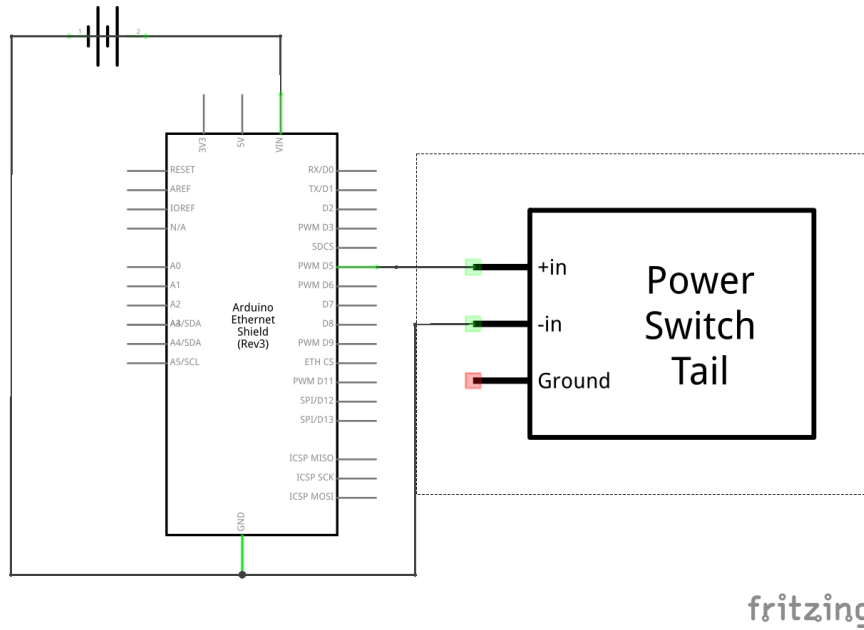 1
2
3V3
5V
VIN
RESET
AREF
IOREF
N/A
A0
A1
A2
A4/SDA
A5/SCL
RX/D0
TX/D1
D2
PWM D3
SDCS
PWM D5
PWM D6
D7
D8
PWM D9
ETH CS
PWM D11
SPI/D12
SPI/D13
ICSP MISO
ICSP SCK
ICSP MOSI
GND
Arduino
Ethernet
Shield
(Rev3)
+in
-in
Ground
Power
Switch
Tail
fritzing